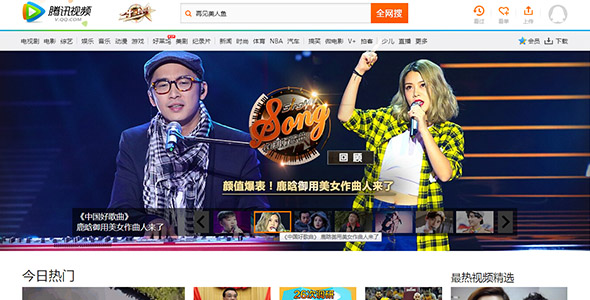 腾讯视频
V.QQ.COM
再见美人鱼
全网搜
看过
看单
上传
电视剧 电影 综艺 娱乐 音乐 动漫 游戏 好莱坞 美剧 纪录片 新闻 时尚 体育 NBA 汽车 搞笑 微电影 V+ 拍客 少儿 直播 更多
会员 下载
Song
回顾
颜值爆表！鹿晗御用美女作曲人来了
《中国好歌曲》
鹿晗御用美女作曲人来了
《中国好歌曲》 鹿晗御用美女作曲人来了
今日热门
最热视频精选